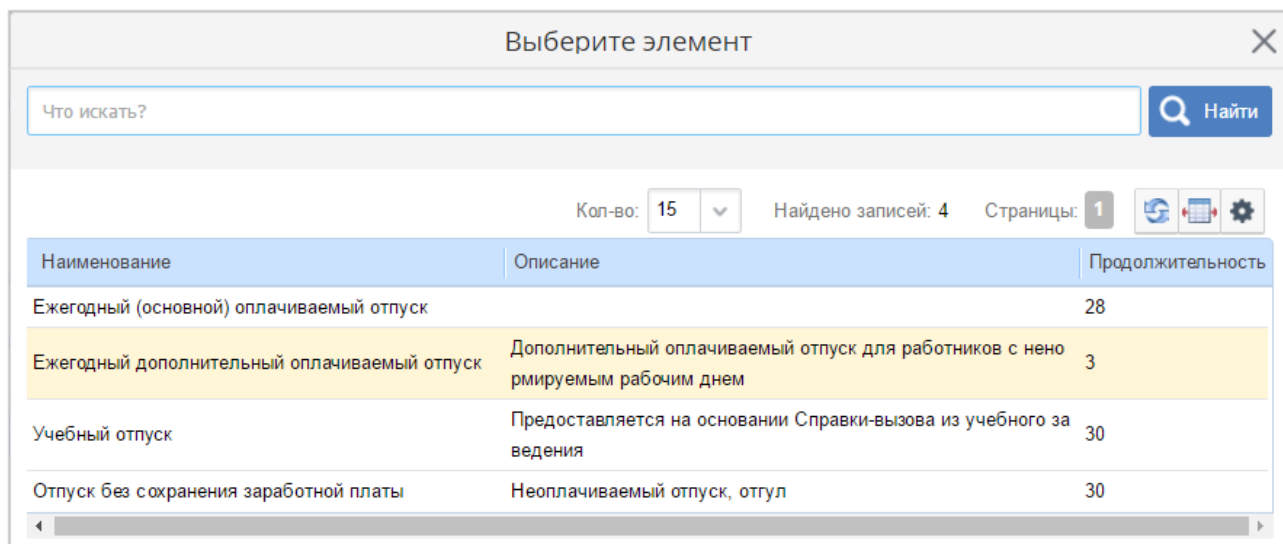 Выберите элемент
Что искать?
Найти
Кол-во: 15 Найдено записей: 4 Страницы: 1
Наименование Описание Продолжительность
Ежегодный (основной) оплачиваемый отпуск 28
Ежегодный дополнительный оплачиваемый отпуск Дополнительный оплачиваемый отпуск для работников с нено 3
рмируемым рабочим днем
Учебный отпуск Предоставляется на основании Справки-вызова из учебного за 30
ведения
Отпуск без сохранения заработной платы Неоплачиваемый отпуск, отгул 30